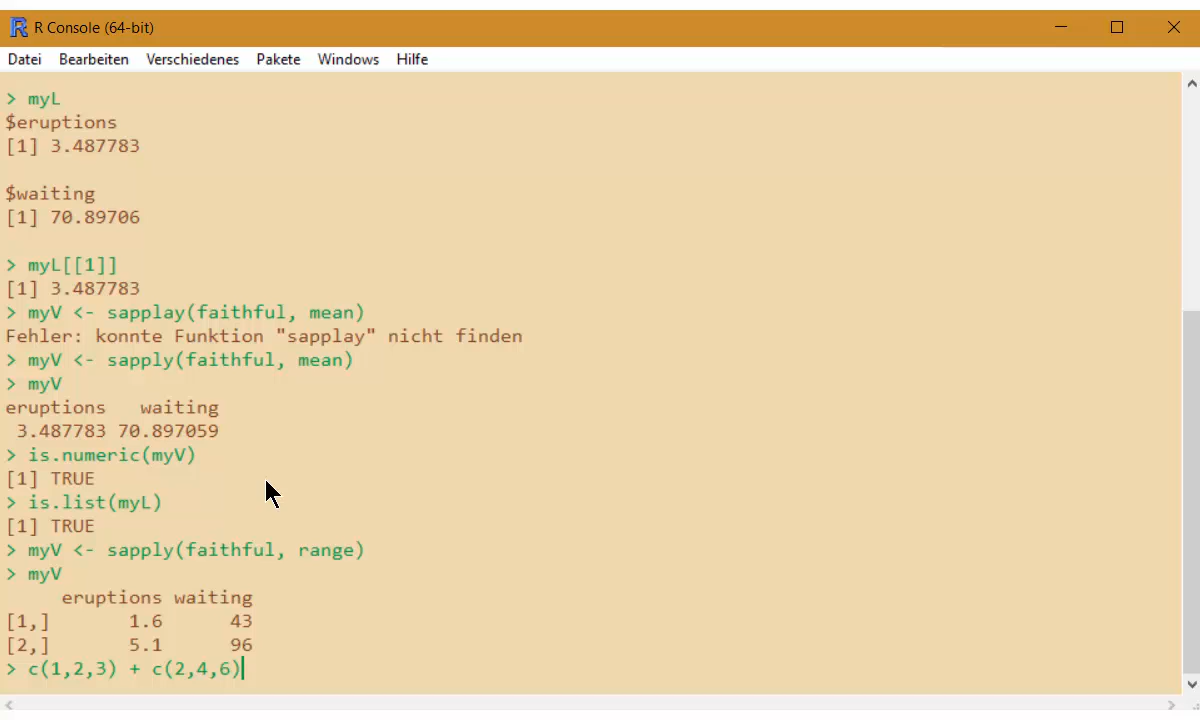 R Console (64-bit)
Datei Bearbeiten Verschiedenes Pakete Windows Hilfe
> myL
$eruptions
[1] 3.487783
$waiting
[1] 70.89706
> myL[[1]]
[1] 3.487783
> myV <- sapplay(faithful, mean)
Fehler: konnte Funktion "sapplay" nicht finden
> myV <- sapply(faithful, mean)
> myV
eruptions   waiting
 3.487783 70.897059
> is.numeric(myV)
[1] TRUE
> is.list(myL)
[1] TRUE
> myV <- sapply(faithful, range)
> myV
     eruptions waiting
[1,]       1.6      43
[2,]       5.1      96
> c(1,2,3) + c(2,4,6)